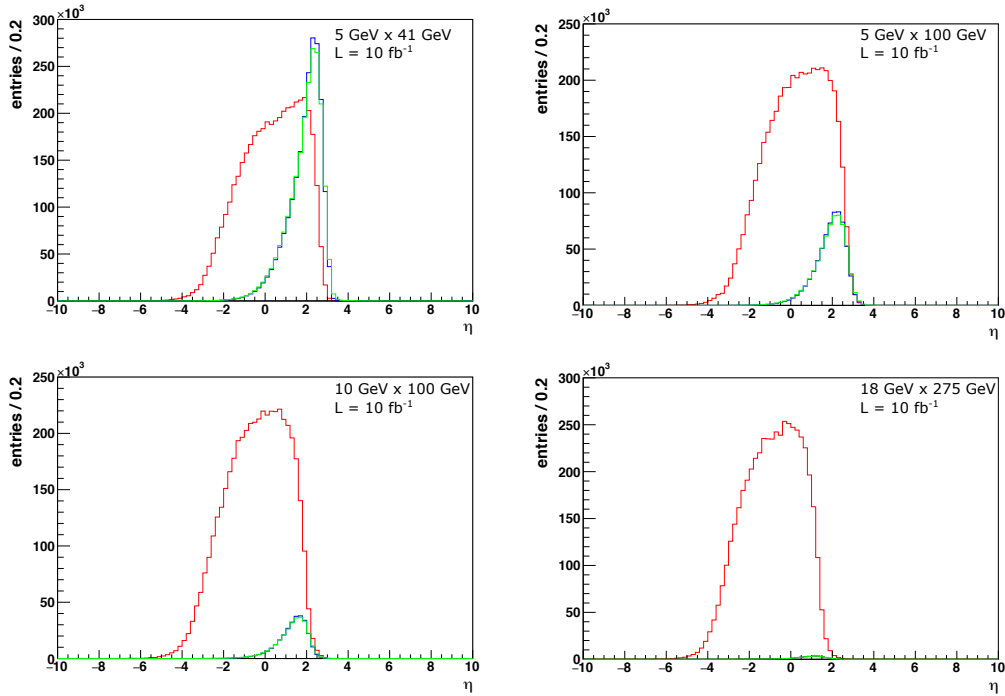 ×10³
5 GeV x 41 GeV
L = 10 fb⁻¹
entries / 0.2
300
250
200
150
100
50
0
−10 −8 −6 −4 −2 0 2 4 6 8 10
η
×10³
5 GeV x 100 GeV
L = 10 fb⁻¹
entries / 0.2
250
200
150
100
50
0
−10 −8 −6 −4 −2 0 2 4 6 8 10
η
×10³
10 GeV x 100 GeV
L = 10 fb⁻¹
entries / 0.2
250
200
150
100
50
0
−10 −8 −6 −4 −2 0 2 4 6 8 10
η
×10³
18 GeV x 275 GeV
L = 10 fb⁻¹
entries / 0.2
300
250
200
150
100
50
0
−10 −8 −6 −4 −2 0 2 4 6 8 10
η